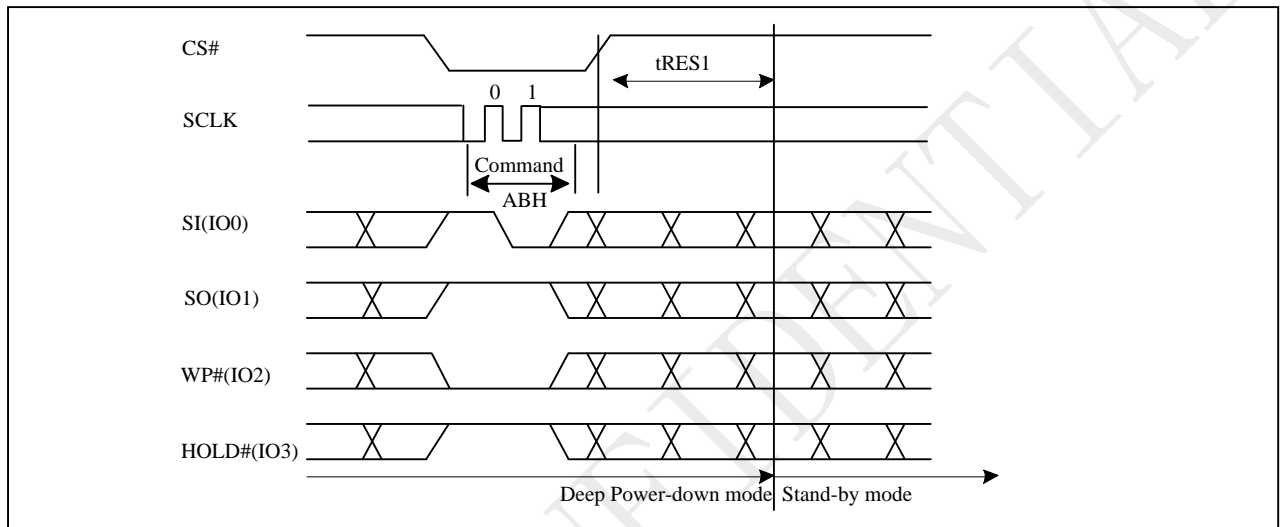 CS#
tRES1
0 1
SCLK
Command
ABH
SI(IO0)
SO(IO1)
WP#(IO2)
HOLD#(IO3)
Deep Power-down mode Stand-by mode